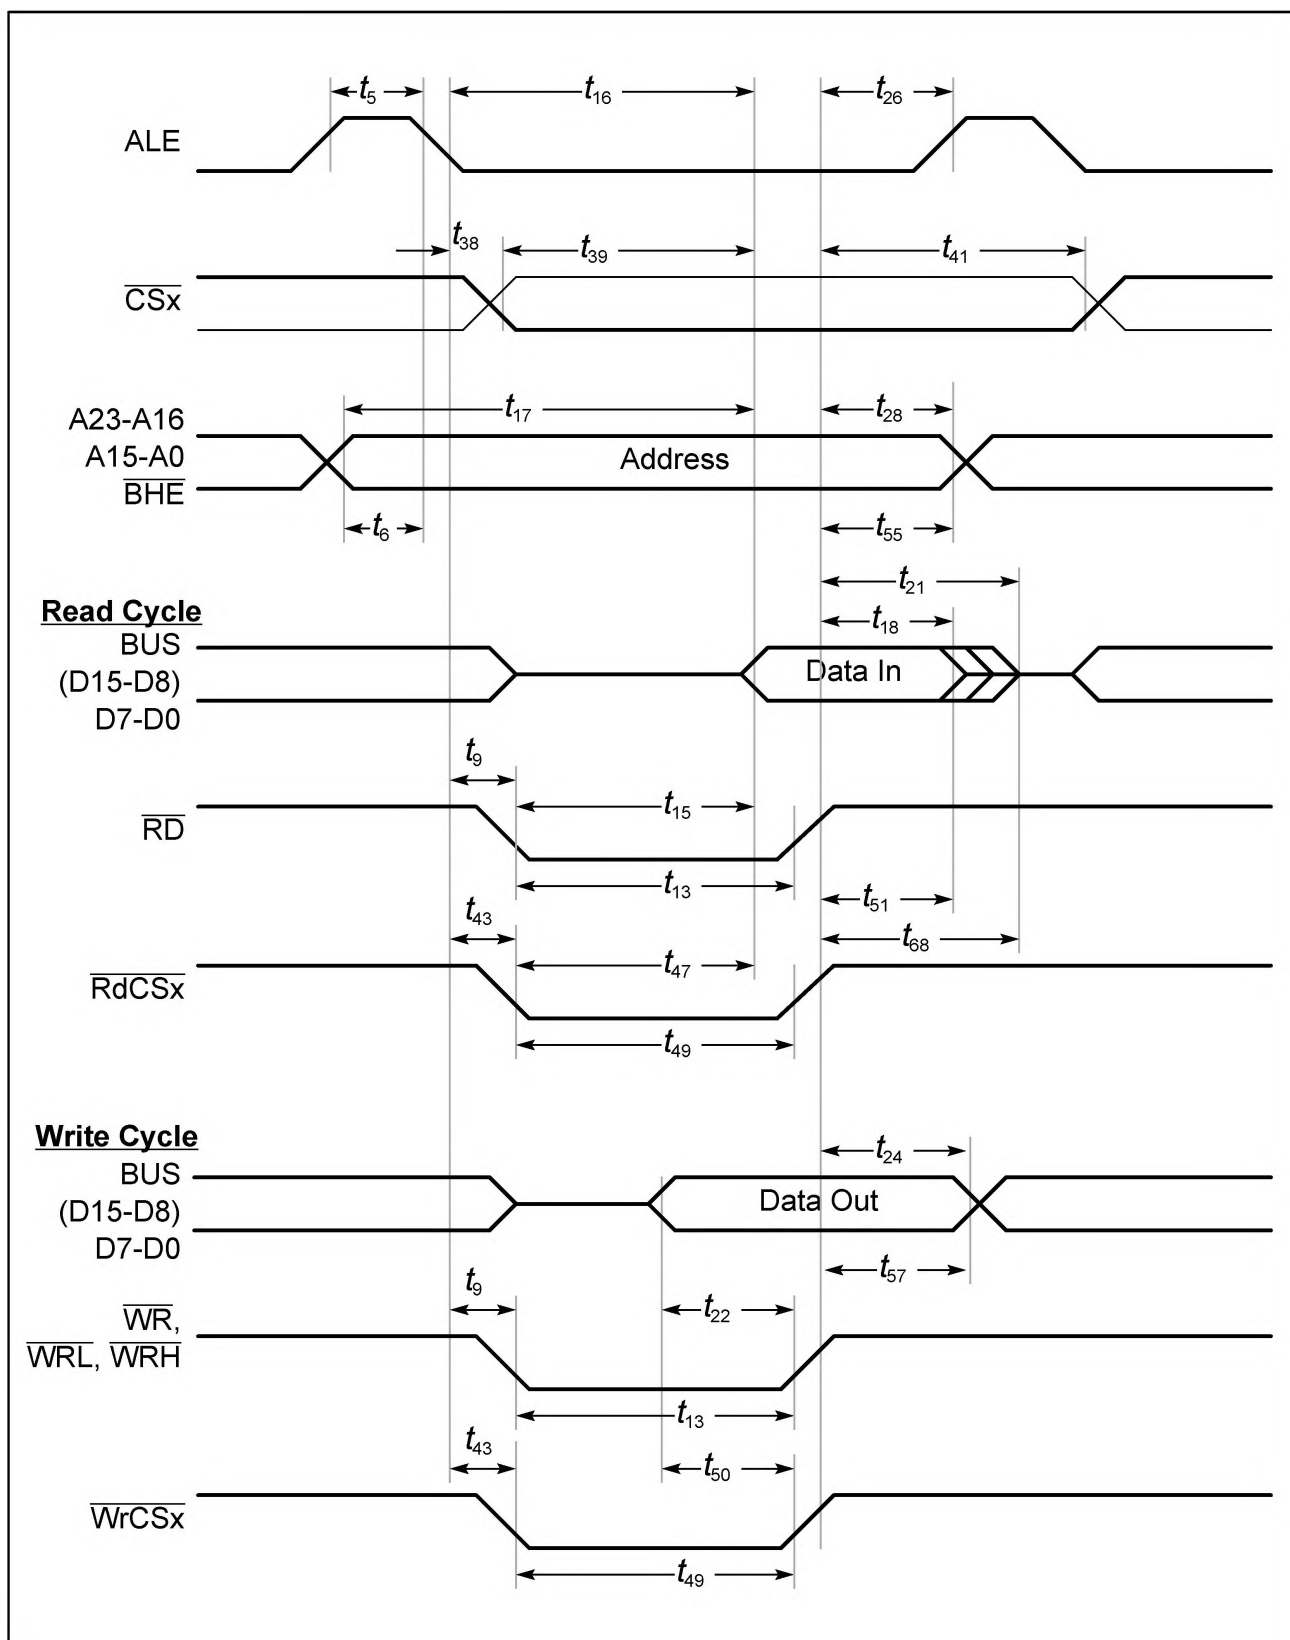 t5
t16
t26
ALE
t38
t39
t41
CSx
t17
t28
A23-A16
A15-A0
BHE
Address
t6
t55
t21
t18
Read Cycle
BUS
(D15-D8)
D7-D0
Data In
t9
t15
RD
t13
t51
t43
t68
t47
RdCSx
t49
Write Cycle
t24
BUS
(D15-D8)
D7-D0
Data Out
t57
t9
t22
WR,
WRL, WRH
t13
t43
t50
WrCSx
t49